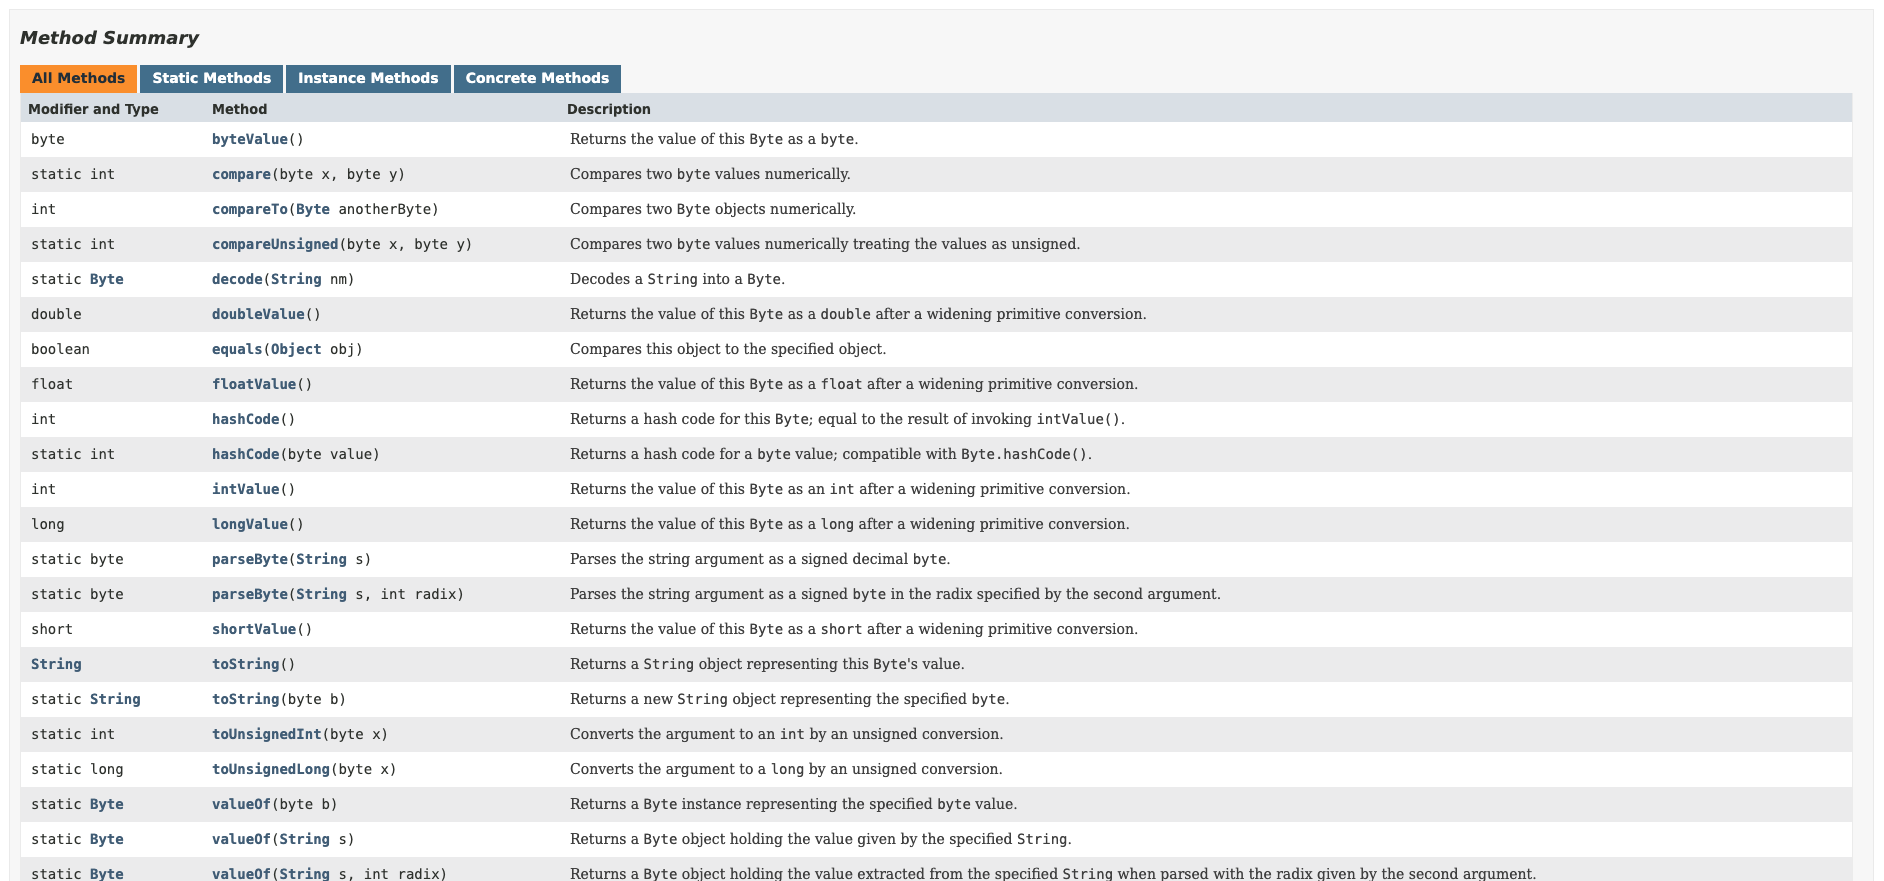 Method Summary
All Methods Static Methods Instance Methods Concrete Methods
Modifier and Type Method Description
byte byteValue() Returns the value of this Byte as a byte.
static int compare(byte x, byte y) Compares two byte values numerically.
int compareTo(Byte anotherByte) Compares two Byte objects numerically.
static int compareUnsigned(byte x, byte y) Compares two byte values numerically treating the values as unsigned.
static Byte decode(String nm) Decodes a String into a Byte.
double doubleValue() Returns the value of this Byte as a double after a widening primitive conversion.
boolean equals(Object obj) Compares this object to the specified object.
float floatValue() Returns the value of this Byte as a float after a widening primitive conversion.
int hashCode() Returns a hash code for this Byte; equal to the result of invoking intValue().
static int hashCode(byte value) Returns a hash code for a byte value; compatible with Byte.hashCode().
int intValue() Returns the value of this Byte as an int after a widening primitive conversion.
long longValue() Returns the value of this Byte as a long after a widening primitive conversion.
static byte parseByte(String s) Parses the string argument as a signed decimal byte.
static byte parseByte(String s, int radix) Parses the string argument as a signed byte in the radix specified by the second argument.
short shortValue() Returns the value of this Byte as a short after a widening primitive conversion.
String toString() Returns a String object representing this Byte's value.
static String toString(byte b) Returns a new String object representing the specified byte.
static int toUnsignedInt(byte x) Converts the argument to an int by an unsigned conversion.
static long toUnsignedLong(byte x) Converts the argument to a long by an unsigned conversion.
static Byte valueOf(byte b) Returns a Byte instance representing the specified byte value.
static Byte valueOf(String s) Returns a Byte object holding the value given by the specified String.
static Byte valueOf(String s, int radix) Returns a Byte object holding the value extracted from the specified String when parsed with the radix given by the second argument.